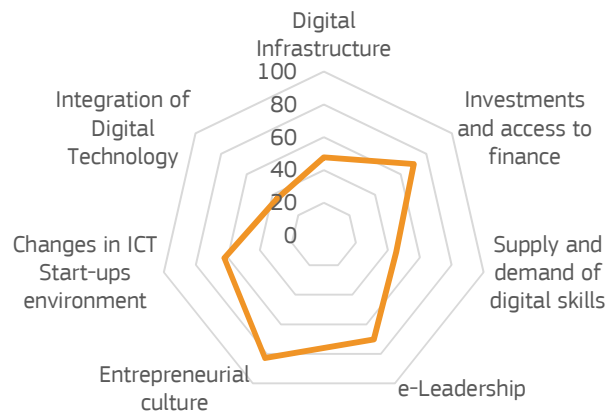 Digital
Infrastructure
100
80
60
40
20
0
Investments
and access to
finance
Supply and
demand of
digital skills
e-Leadership
Entrepreneurial
culture
Changes in ICT
Start-ups
environment
Integration of
Digital
Technology